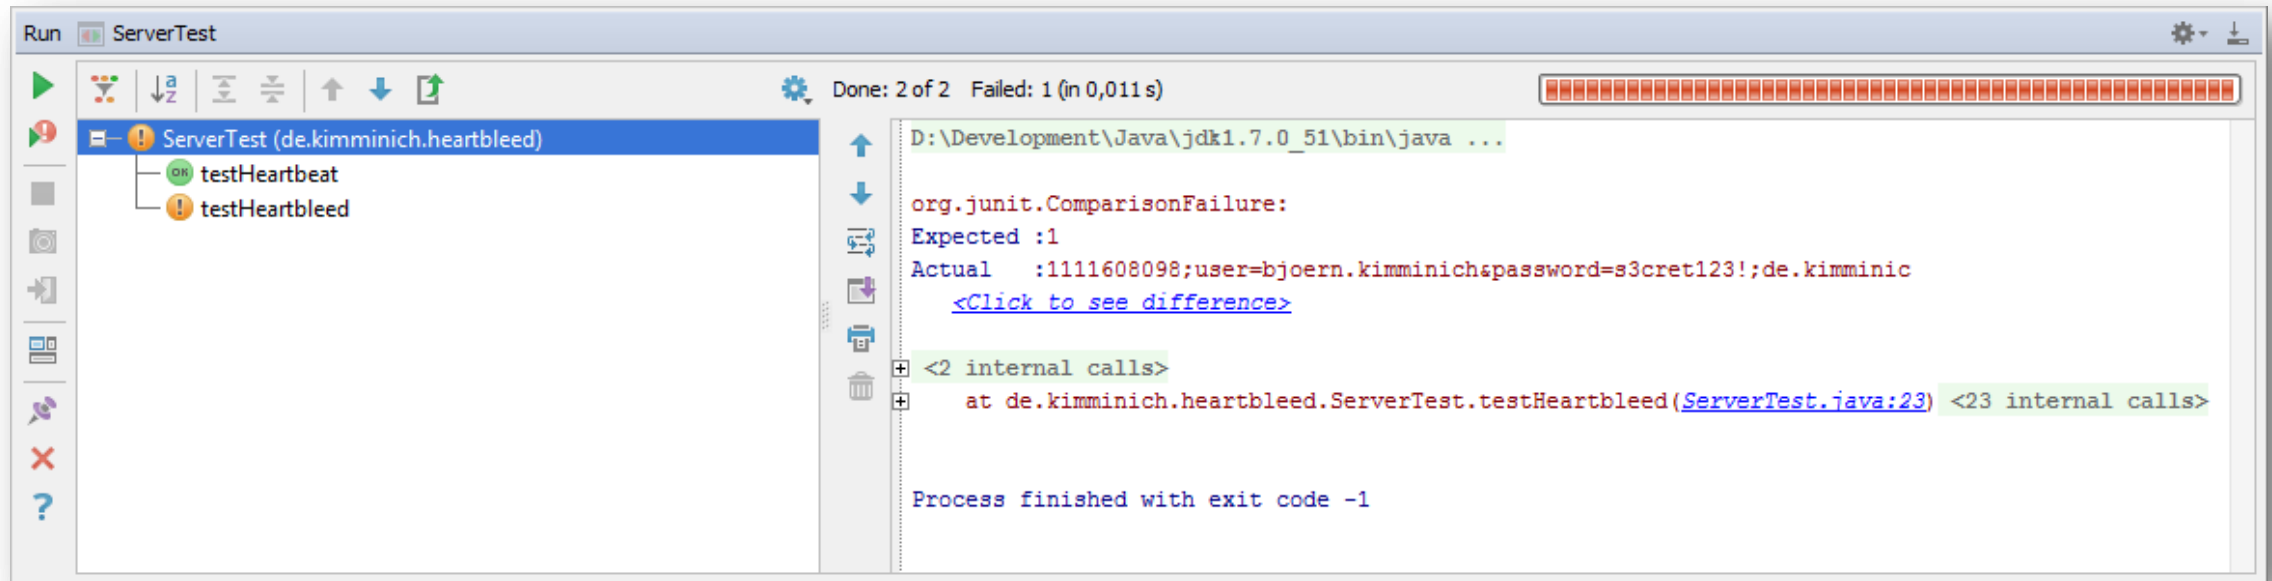 Run ServerTest
Done: 2 of 2 Failed: 1 (in 0,011 s)
ServerTest (de.kimminich.heartbleed)
OK testHeartbeat
testHeartbleed
D:\Development\Java\jdk1.7.0_51\bin\java ...
org.junit.ComparisonFailure:
Expected :1
Actual   :1111608098;user=bjoern.kimminich&password=s3cret123!;de.kimminic
<Click to see difference>
<2 internal calls>
at de.kimminich.heartbleed.ServerTest.testHeartbleed(ServerTest.java:23) <23 internal calls>
Process finished with exit code -1